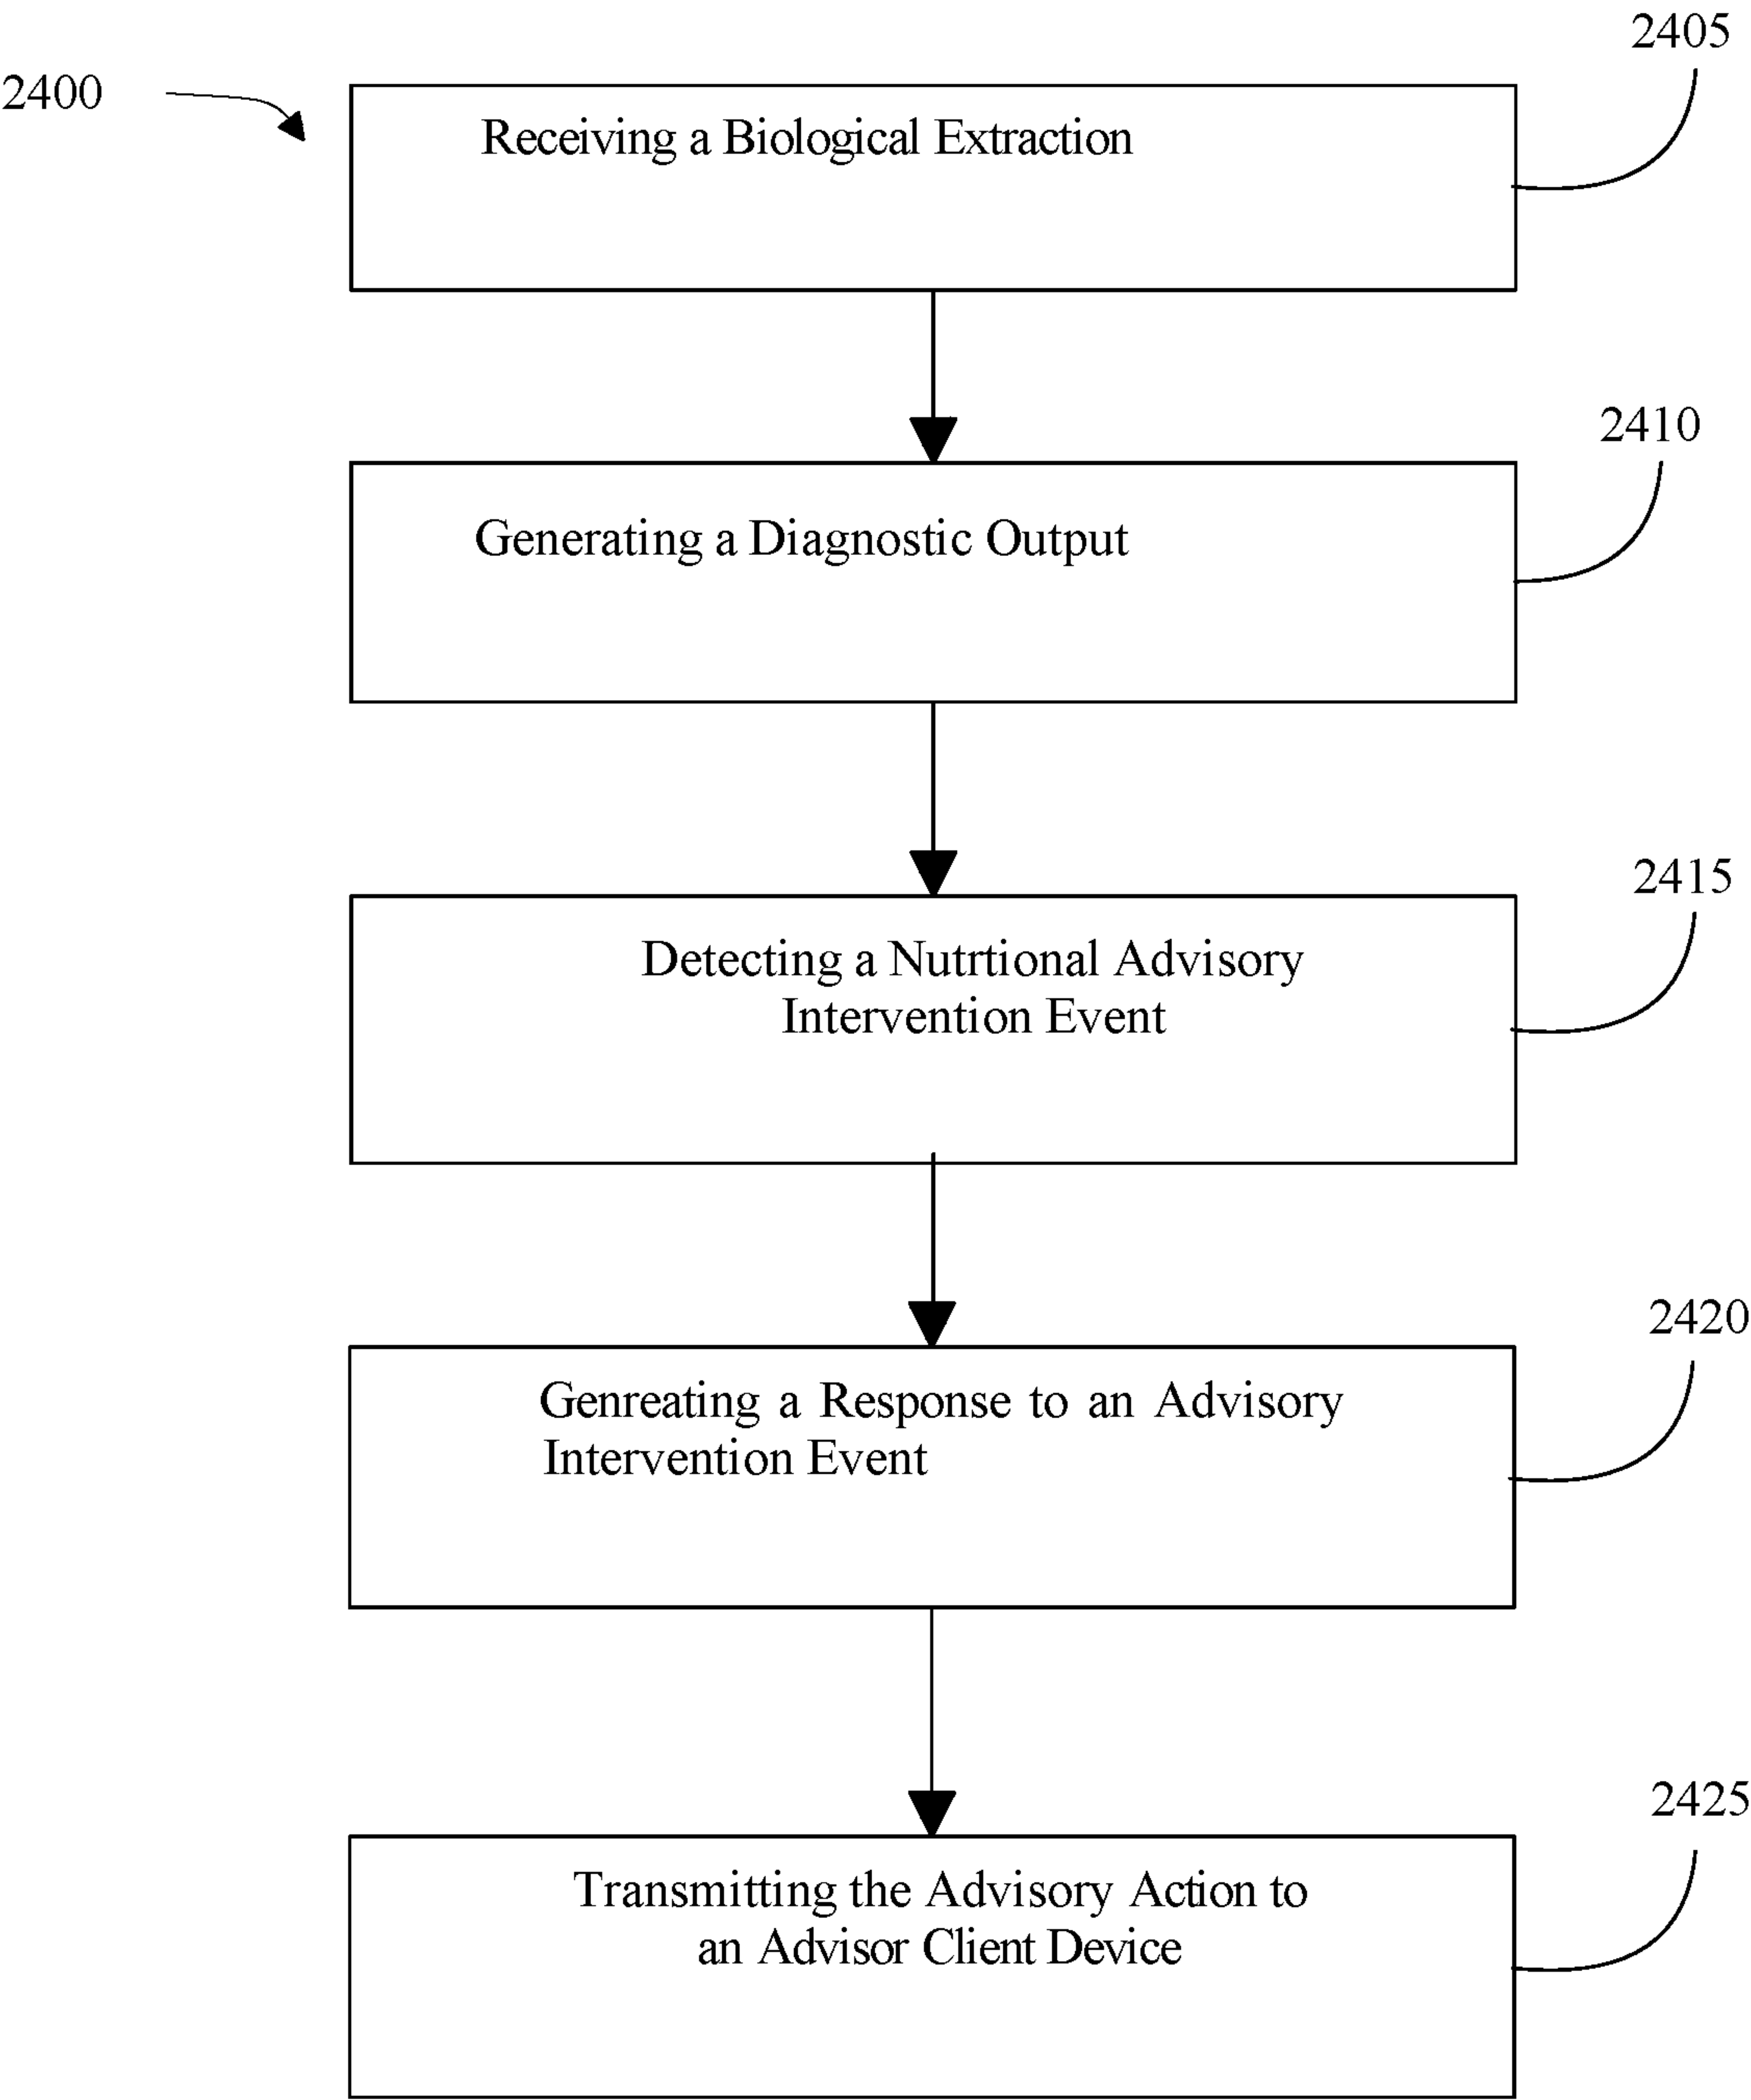 2405
2400
Receiving a Biological Extraction
2410
Generating a Diagnostic Output
2415
Detecting a Nutrtional Advisory
Intervention Event
2420
Genreating a Response to an Advisory
Intervention Event
2425
Transmitting the Advisory Action to
an Advisor Client Device